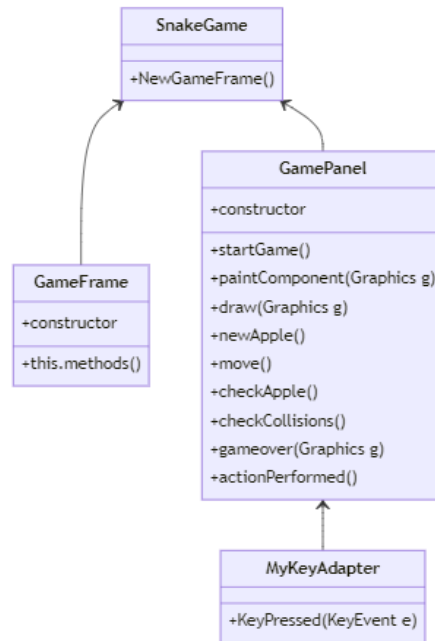 SnakeGame
+NewGameFrame()
GamePanel
+constructor
+startGame()
+paintComponent(Graphics g)
+draw(Graphics g)
+newApple()
+move()
+checkApple()
+checkCollisions()
+gameover(Graphics g)
+actionPerformed()
GameFrame
+constructor
+this.methods()
MyKeyAdapter
+KeyPressed(KeyEvent e)